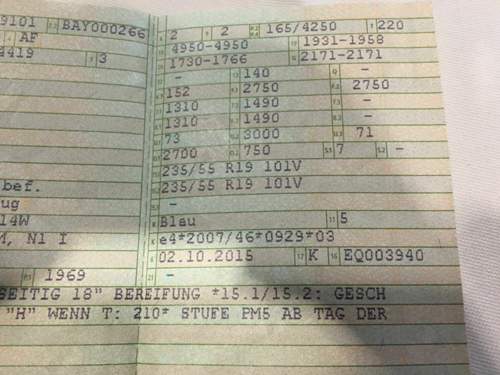 9101 BAY000266 2 2 165/4250 220
AF 4950-4950 1931-1958
4419 3 1730-1766 2171-2171
- 140 -
152 2750 2750
1310 1490 -
1310 1490 -
73 3000 71
2700 750 7 -
235/55 R19 101V
bef. 235/55 R19 101V
ug -
14W Blau 5
M, N1 I e4*2007/46*0929*03
02.10.2015 K EQ003940
1969 -
SEITIG 18" BEREIFUNG *15.1/15.2: GESCH
"H" WENN T: 210* STUFE PM5 AB TAG DER